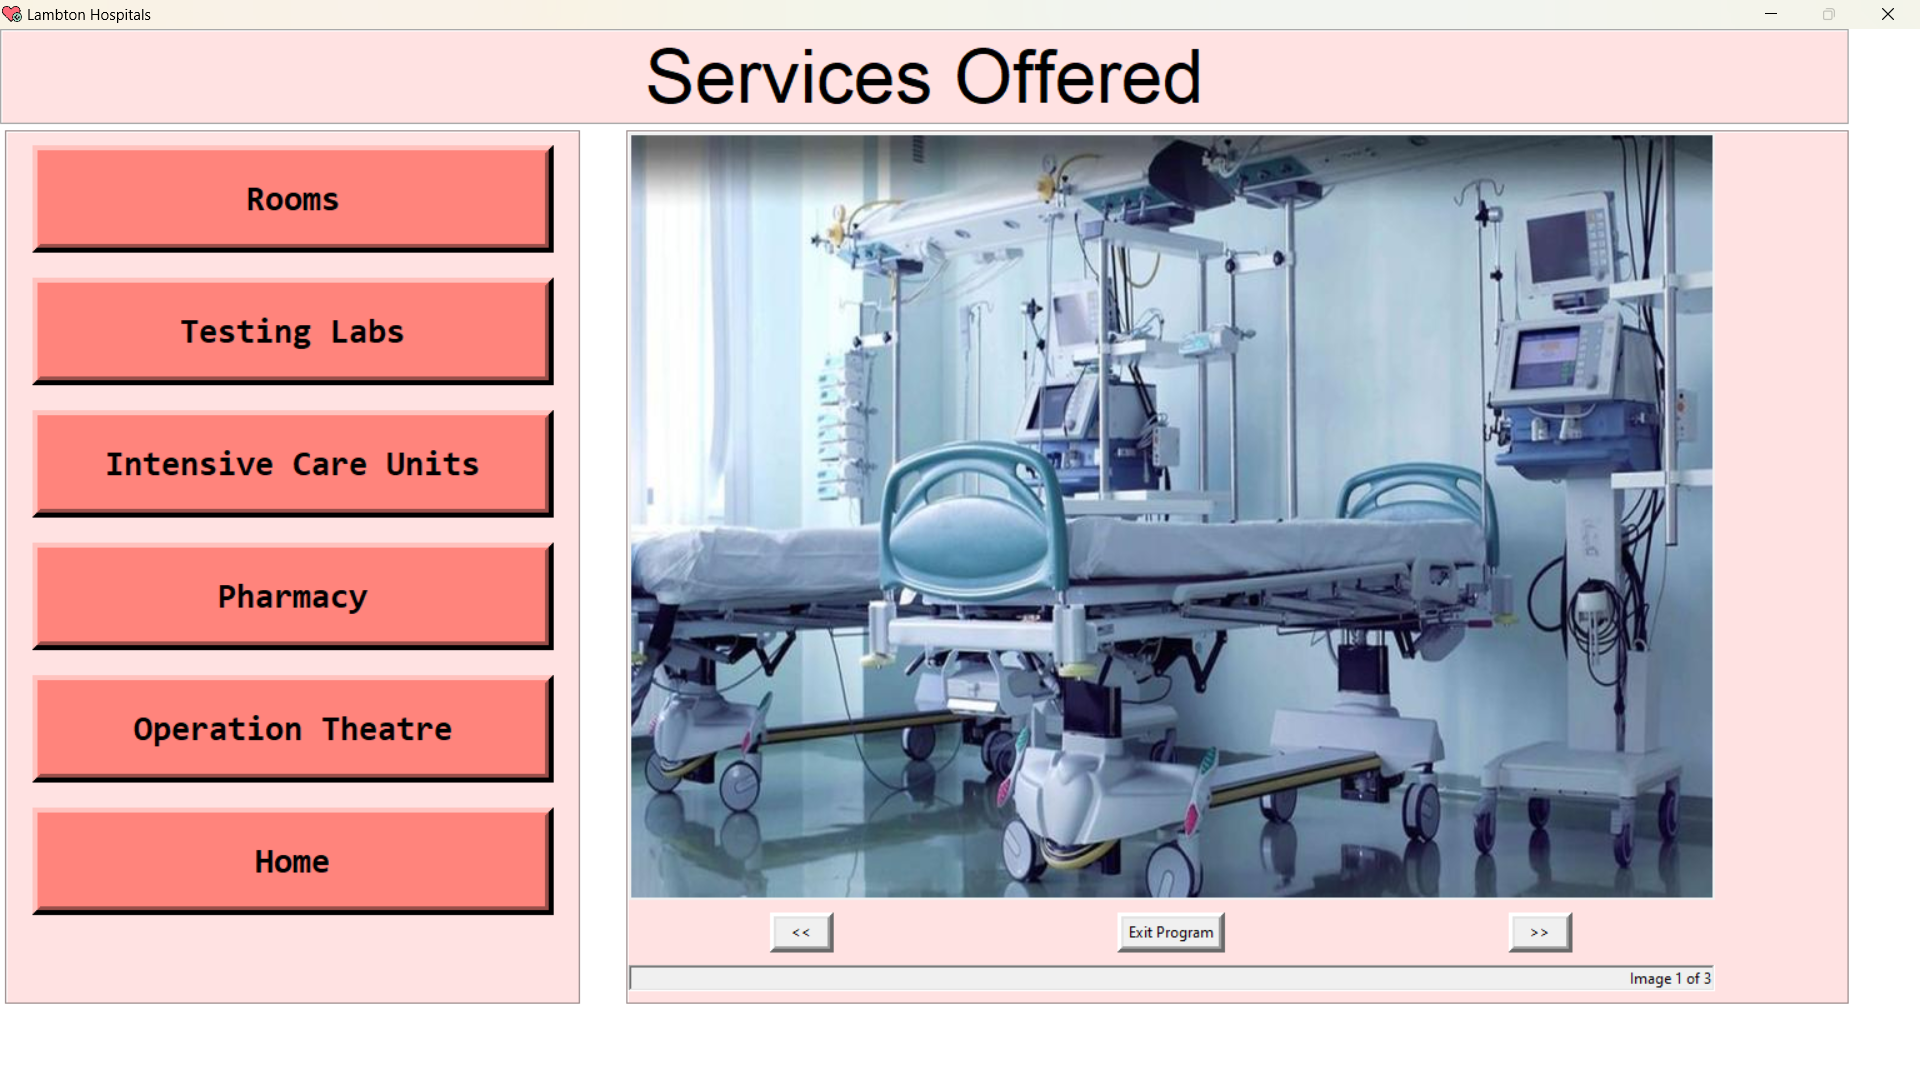 Lambton Hospitals
Services Offered
Rooms
Testing Labs
Intensive Care Units
Pharmacy
Operation Theatre
Home
<< Exit Program >>
Image 1 of 3